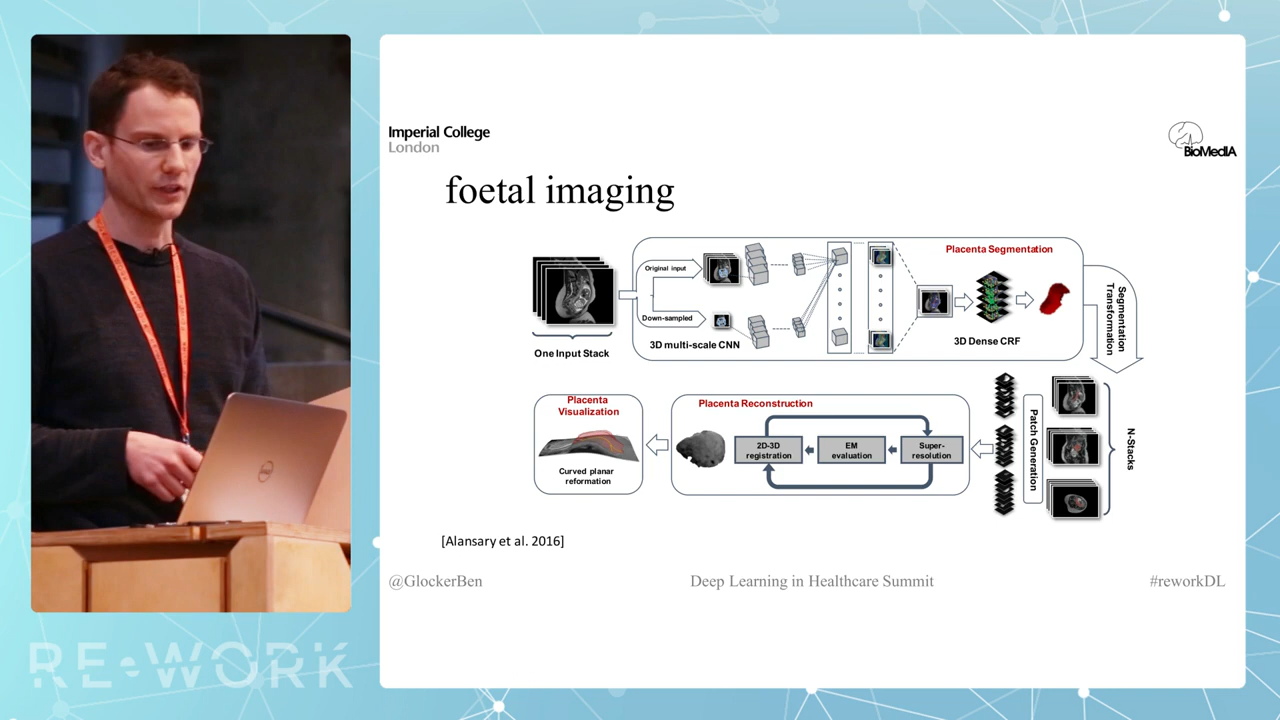 Imperial College
London
BioMedIA
foetal imaging
Placenta Segmentation
Original input
Down-sampled
3D multi-scale CNN
3D Dense CRF
One Input Stack
Segmentation
Transformation
Placenta
Visualization
Curved planar
reformation
Placenta Reconstruction
2D-3D
registration
EM
evaluation
Super-
resolution
Patch Generation
N-Stacks
[Alansary et al. 2016]
@GlockerBen
Deep Learning in Healthcare Summit
#reworkDL
RE•WORK